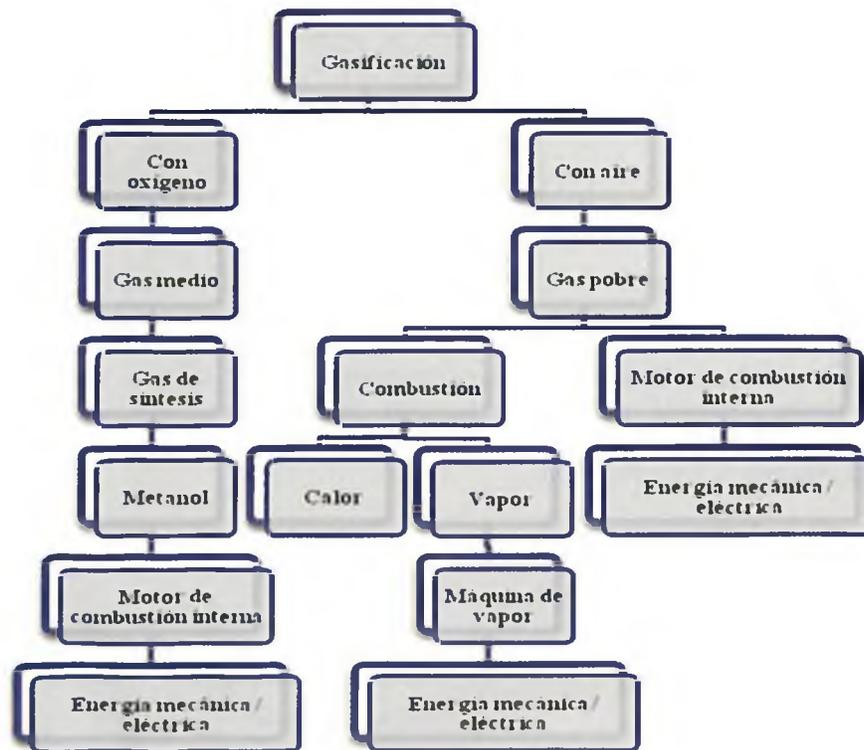 Gasificación
Con
oxígeno
Con aire
Gas medio
Gas pobre
Gas de
síntesis
Combustión
Motor de combustión
interna
Metanol
Calor
Vapor
Energía mecánica /
eléctrica
Motor de
combustión interna
Máquina de
vapor
Energía mecánica /
eléctrica
Energía mecánica /
eléctrica